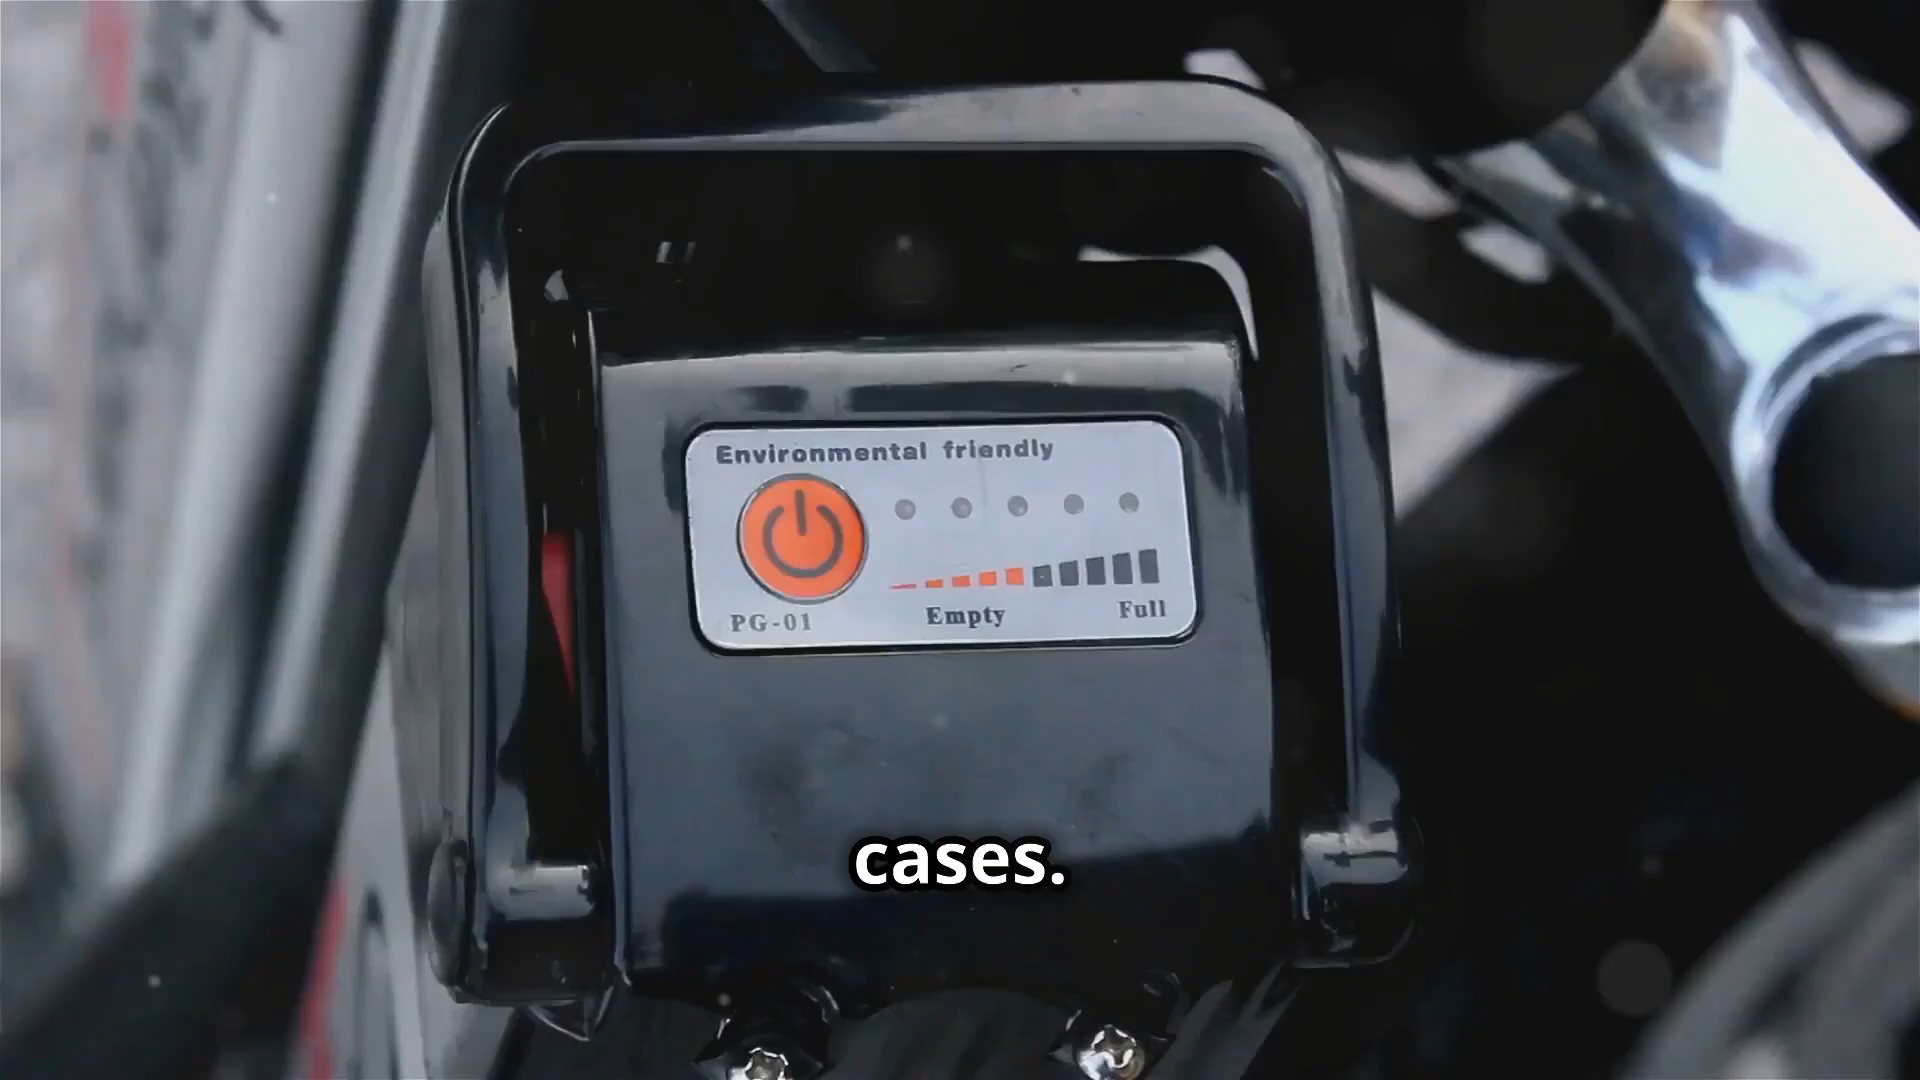 Environmental friendly
PG-01
Empty
Full
cases.